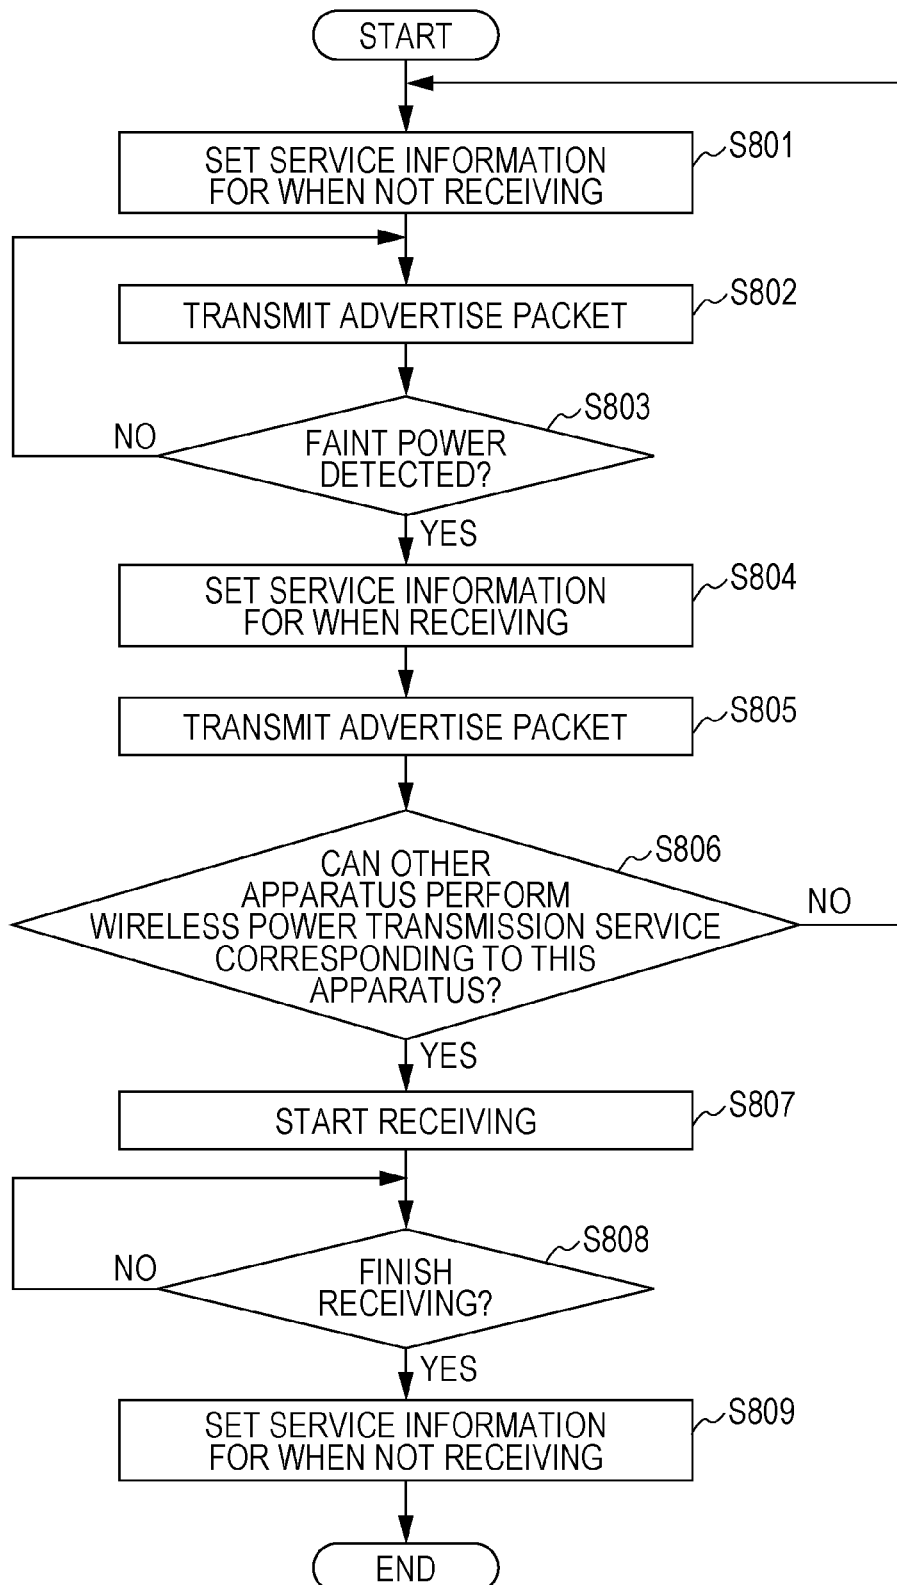 START
SET SERVICE INFORMATION
FOR WHEN NOT RECEIVING
S801
TRANSMIT ADVERTISE PACKET
S802
FAINT POWER
DETECTED?
S803
NO
YES
SET SERVICE INFORMATION
FOR WHEN RECEIVING
S804
TRANSMIT ADVERTISE PACKET
S805
CAN OTHER
APPARATUS PERFORM
WIRELESS POWER TRANSMISSION SERVICE
CORRESPONDING TO THIS
APPARATUS?
S806
NO
YES
START RECEIVING
S807
FINISH
RECEIVING?
S808
NO
YES
SET SERVICE INFORMATION
FOR WHEN NOT RECEIVING
S809
END